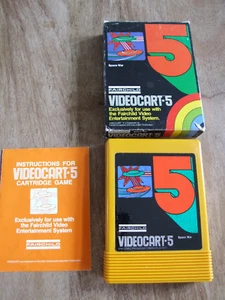 5
Space War
FAIRCHILD
VIDEOCART-5
Exclusively for use with
the Fairchild Video
Entertainment System.
INSTRUCTIONS FOR
VIDEOCART-5
CARTRIDGE GAME
Exclusively for use with
the Fairchild Video
Entertainment System
FAIRCHILD
5
Space War
FAIRCHILD
VIDEOCART-5